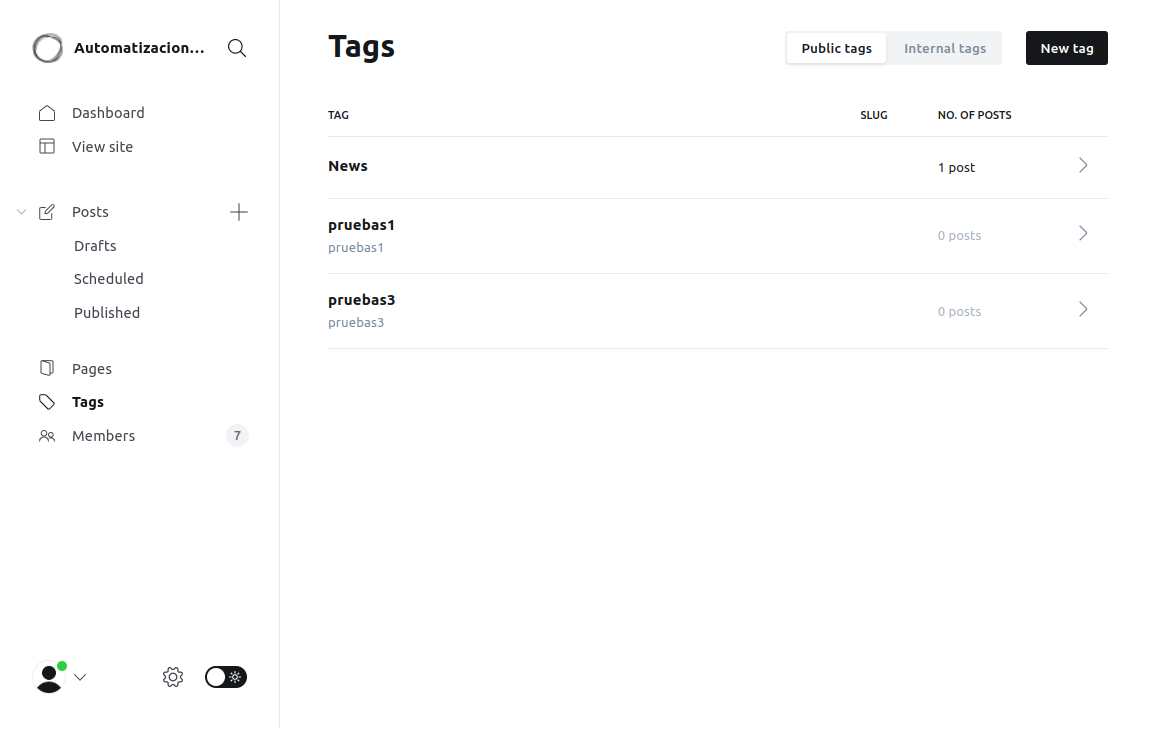 Automatizacion...
Dashboard
View site
Posts
Drafts
Scheduled
Published
Pages
Tags
Members 7
Tags
Public tags Internal tags New tag
TAG SLUG NO. OF POSTS
News 1 post
pruebas1
pruebas1 0 posts
pruebas3
pruebas3 0 posts